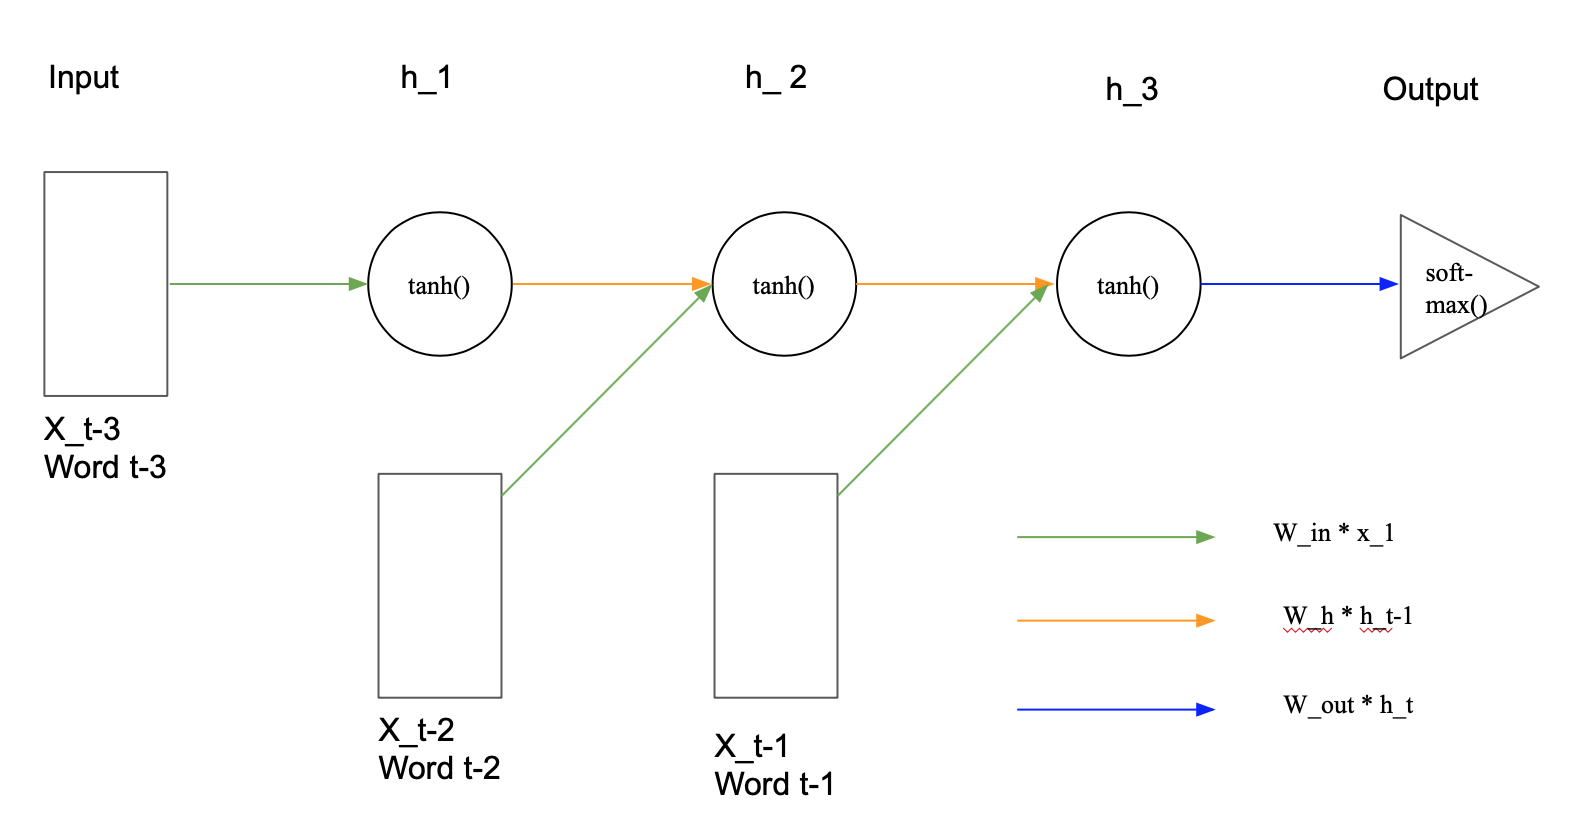 Input
h_1
h_ 2
h_3
Output
tanh()
tanh()
tanh()
soft-
max()
X_t-3
Word t-3
X_t-2
Word t-2
X_t-1
Word t-1
W_in * x_1
W_h * h_t-1
W_out * h_t